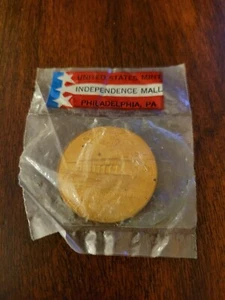 UNITED STATES MINT
INDEPENDENCE MALL
PHILADELPHIA, PA